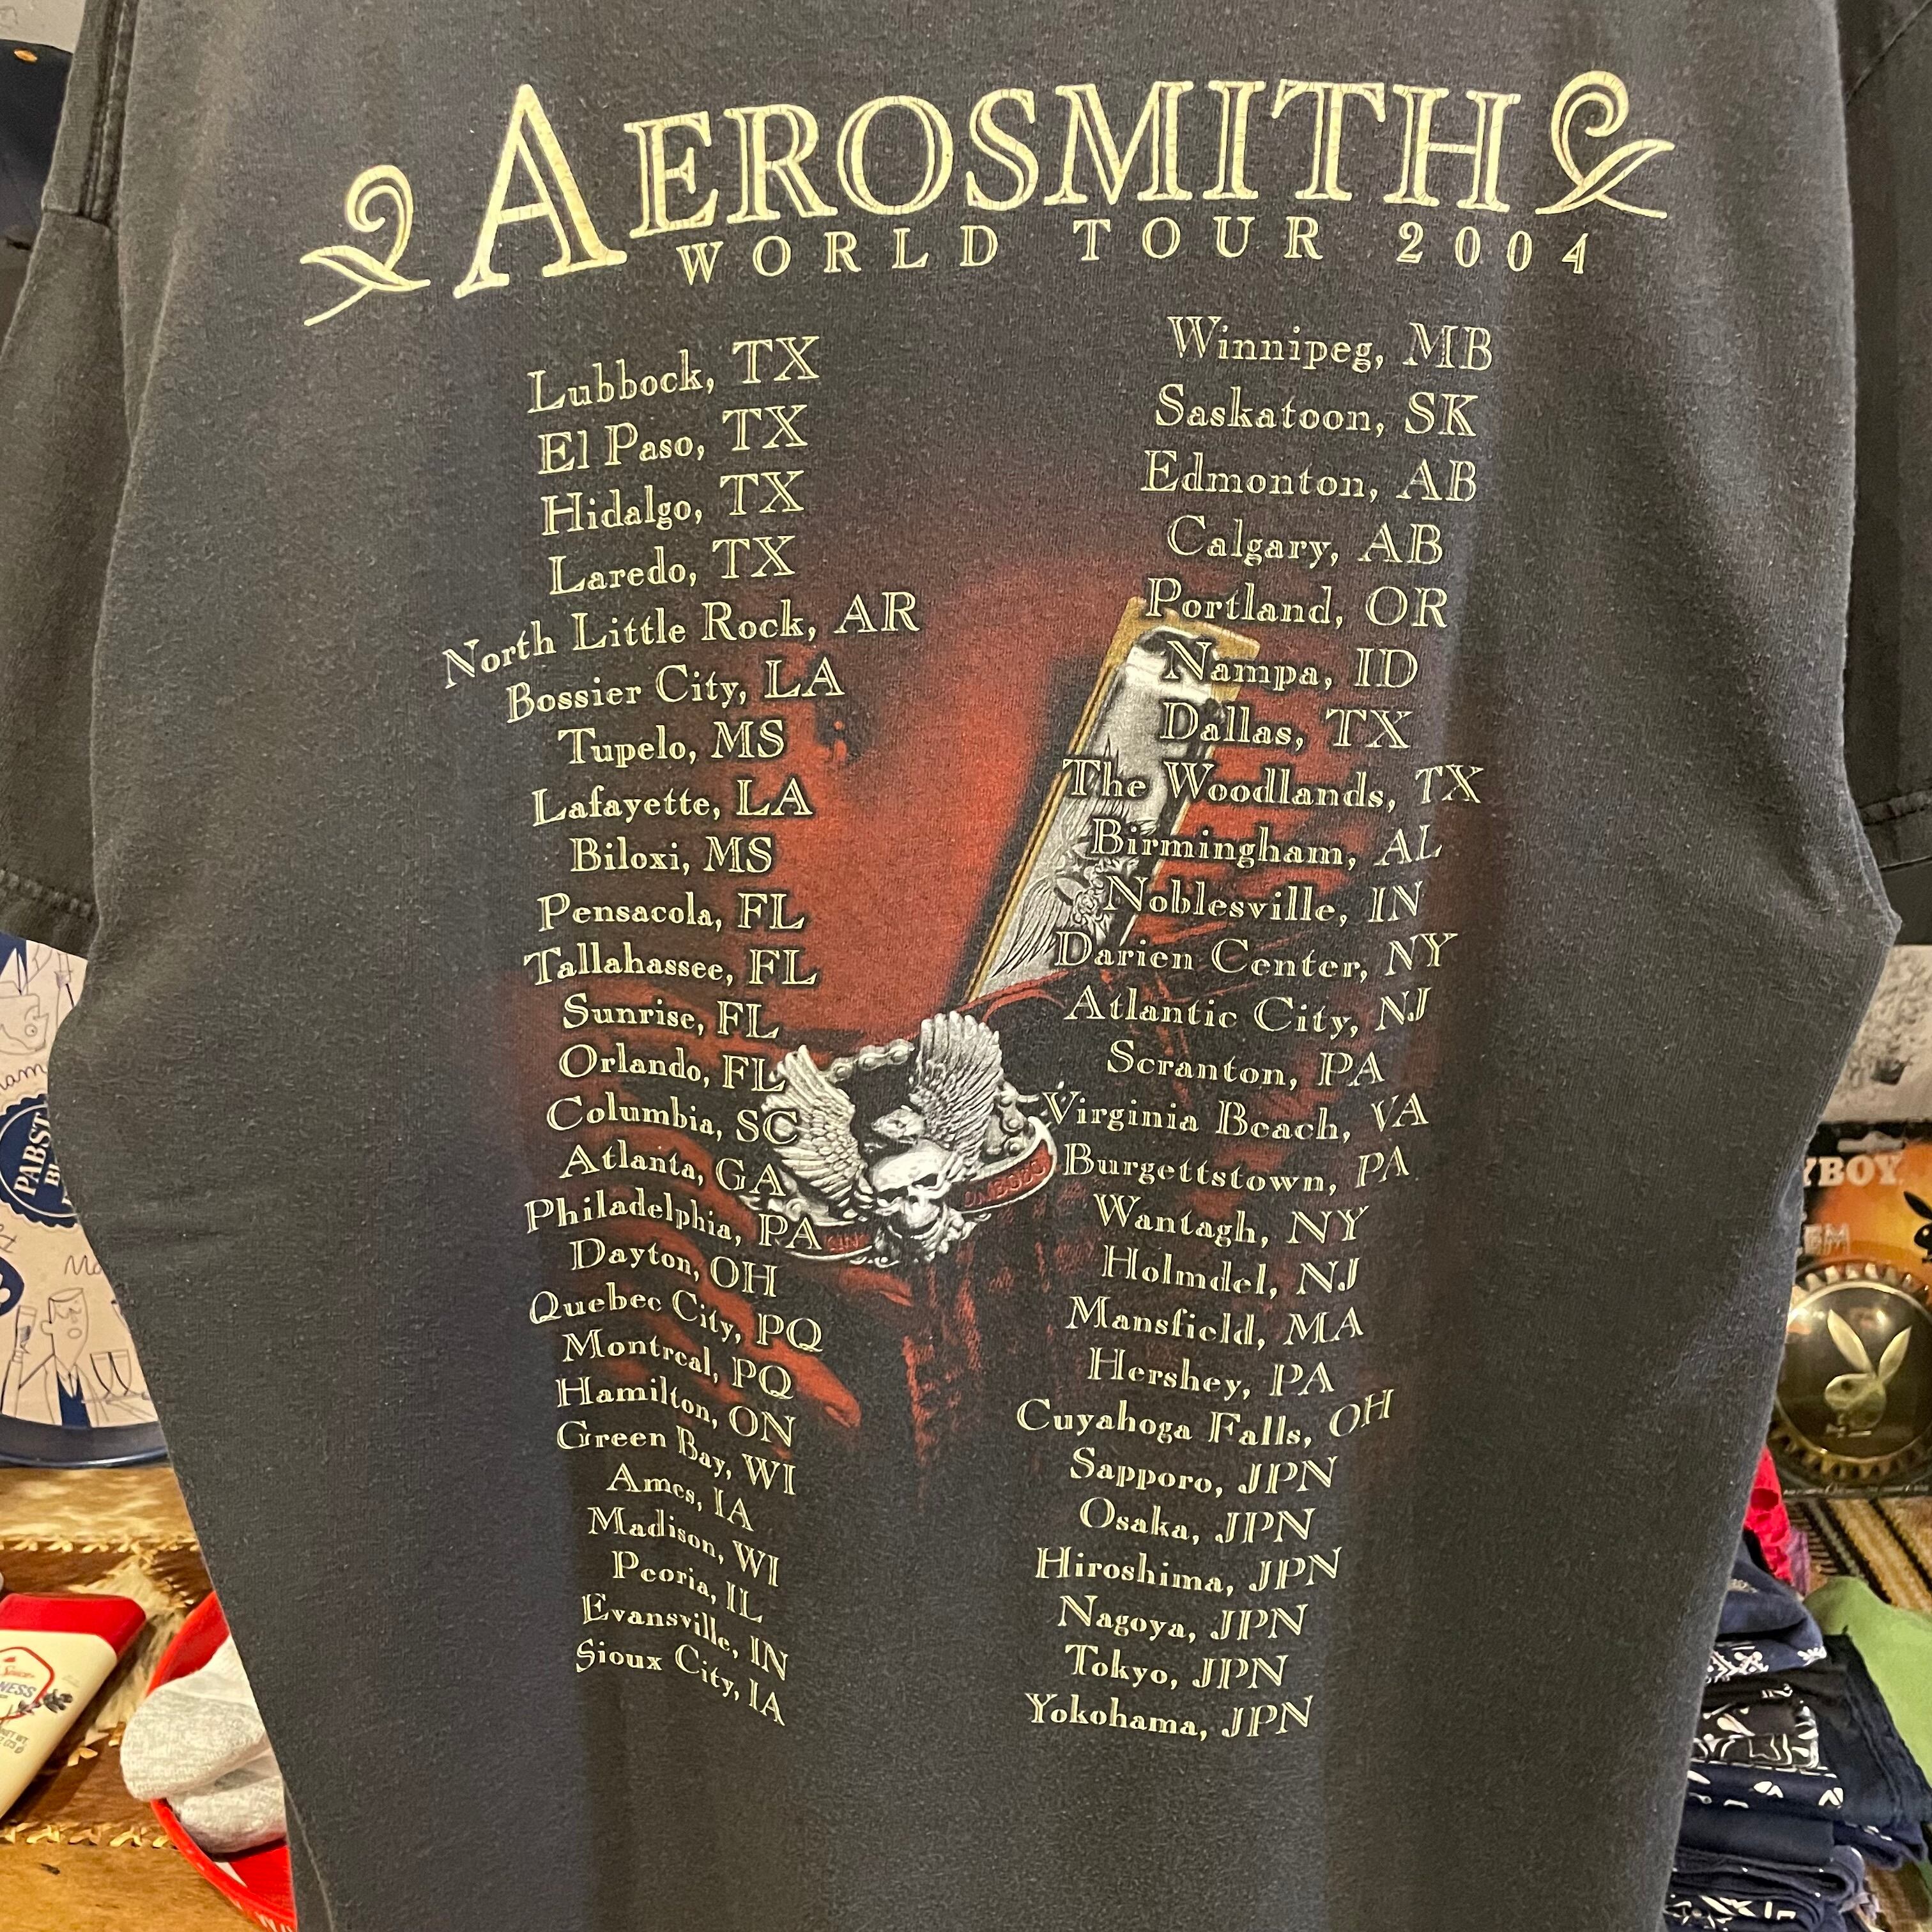 AEROSMITH
WORLD TOUR 2004
Lubbock, TX
El Paso, TX
Hidalgo, TX
Laredo, TX
North Little Rock, AR
Bossier City, LA
Tupelo, MS
Lafayette, LA
Biloxi, MS
Pensacola, FL
Tallahassee, FL
Sunrise, FL
Orlando, FL
Columbia, SC
Atlanta, GA
Philadelphia, PA
Dayton, OH
Quebec City, PQ
Montreal, PQ
Hamilton, ON
Green Bay, WI
Ames, IA
Madison, WI
Peoria, IL
Evansville, IN
Sioux City, IA
Winnipeg, MB
Saskatoon, SK
Edmonton, AB
Calgary, AB
Portland, OR
Nampa, ID
Dallas, TX
The Woodlands, TX
Birmingham, AL
Noblesville, IN
Darien Center, NY
Atlantic City, NJ
Scranton, PA
Virginia Beach, VA
Burgettstown, PA
Wantagh, NY
Holmdel, NJ
Mansfield, MA
Hershey, PA
Cuyahoga Falls, OH
Sapporo, JPN
Osaka, JPN
Hiroshima, JPN
Nagoya, JPN
Tokyo, JPN
Yokohama, JPN
PABST
YBOY